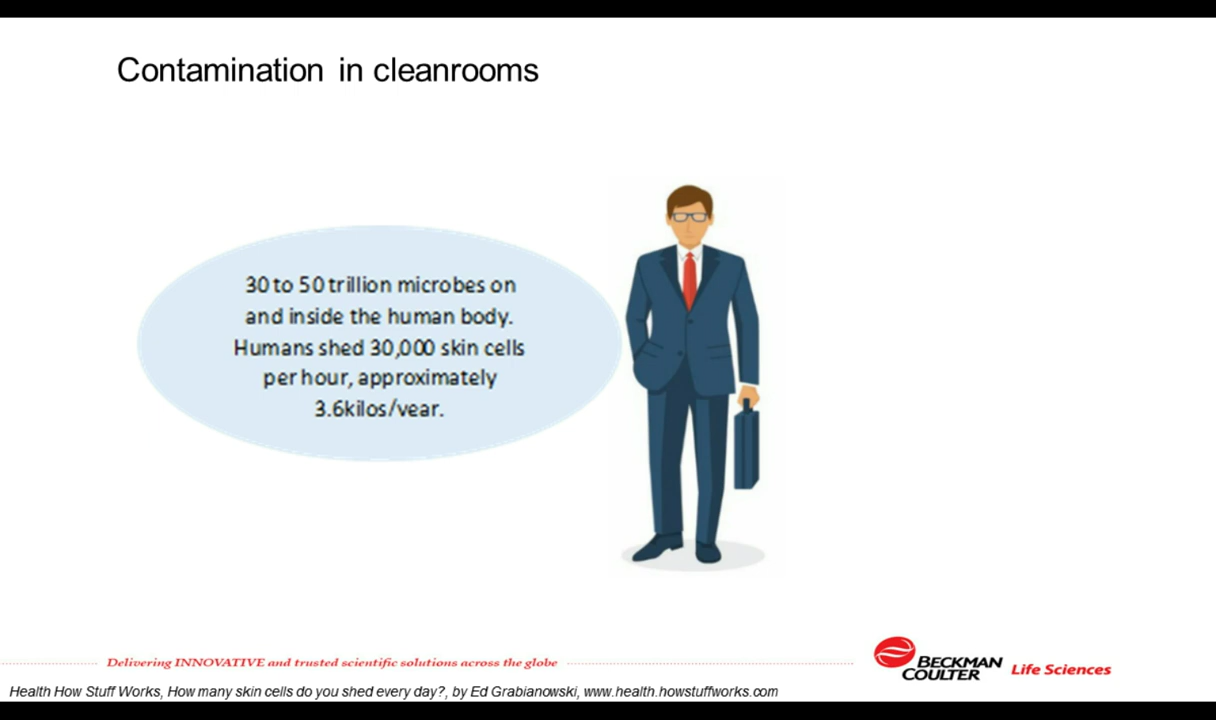 Contamination in cleanrooms
30 to 50 trillion microbes on
and inside the human body.
Humans shed 30,000 skin cells
per hour, approximately
3.6kilos/year.
Delivering INNOVATIVE and trusted scientific solutions across the globe
BECKMAN
COULTER Life Sciences
Health How Stuff Works, How many skin cells do you shed every day?, by Ed Grabianowski, www.health.howstuffworks.com